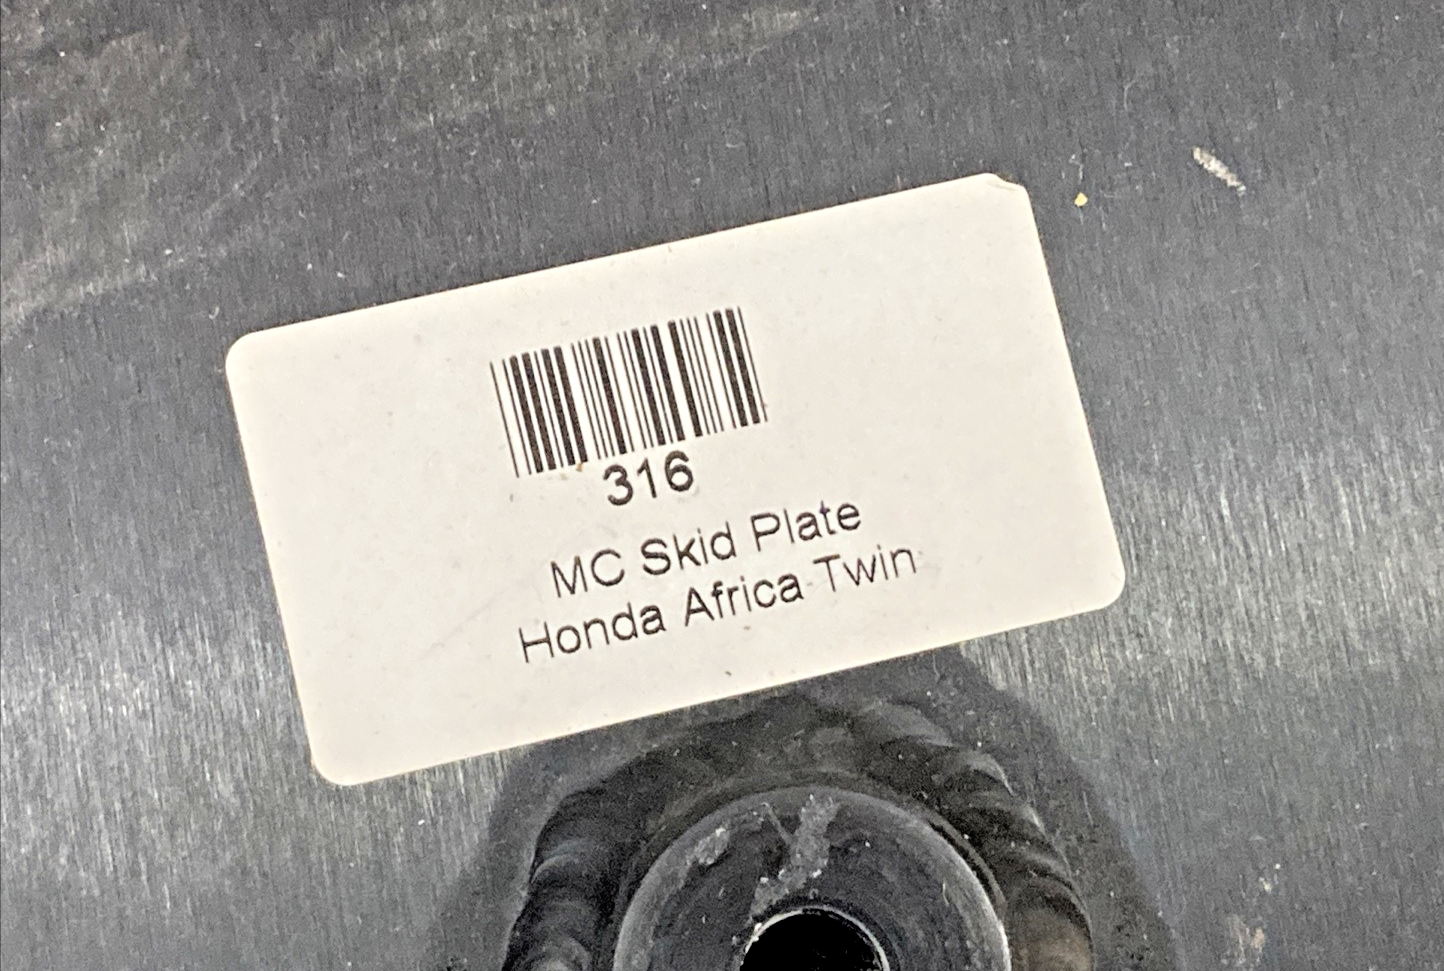 316
MC Skid Plate
Honda Africa Twin